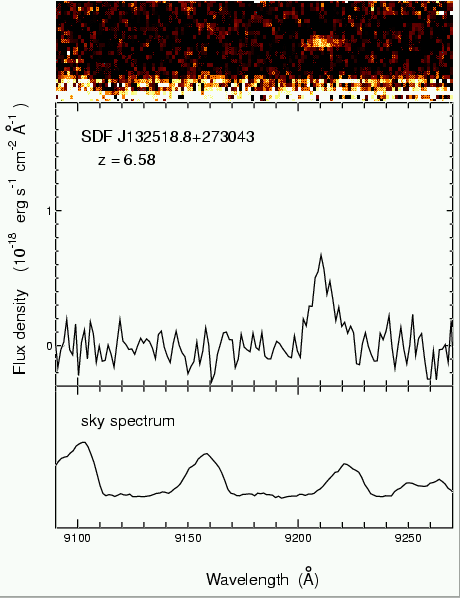 SDF J132518.8+273043
z = 6.58
Flux density (10⁻¹⁸ erg s⁻¹ cm⁻² Å⁻¹)
1
0
sky spectrum
9100 9150 9200 9250
Wavelength (Å)